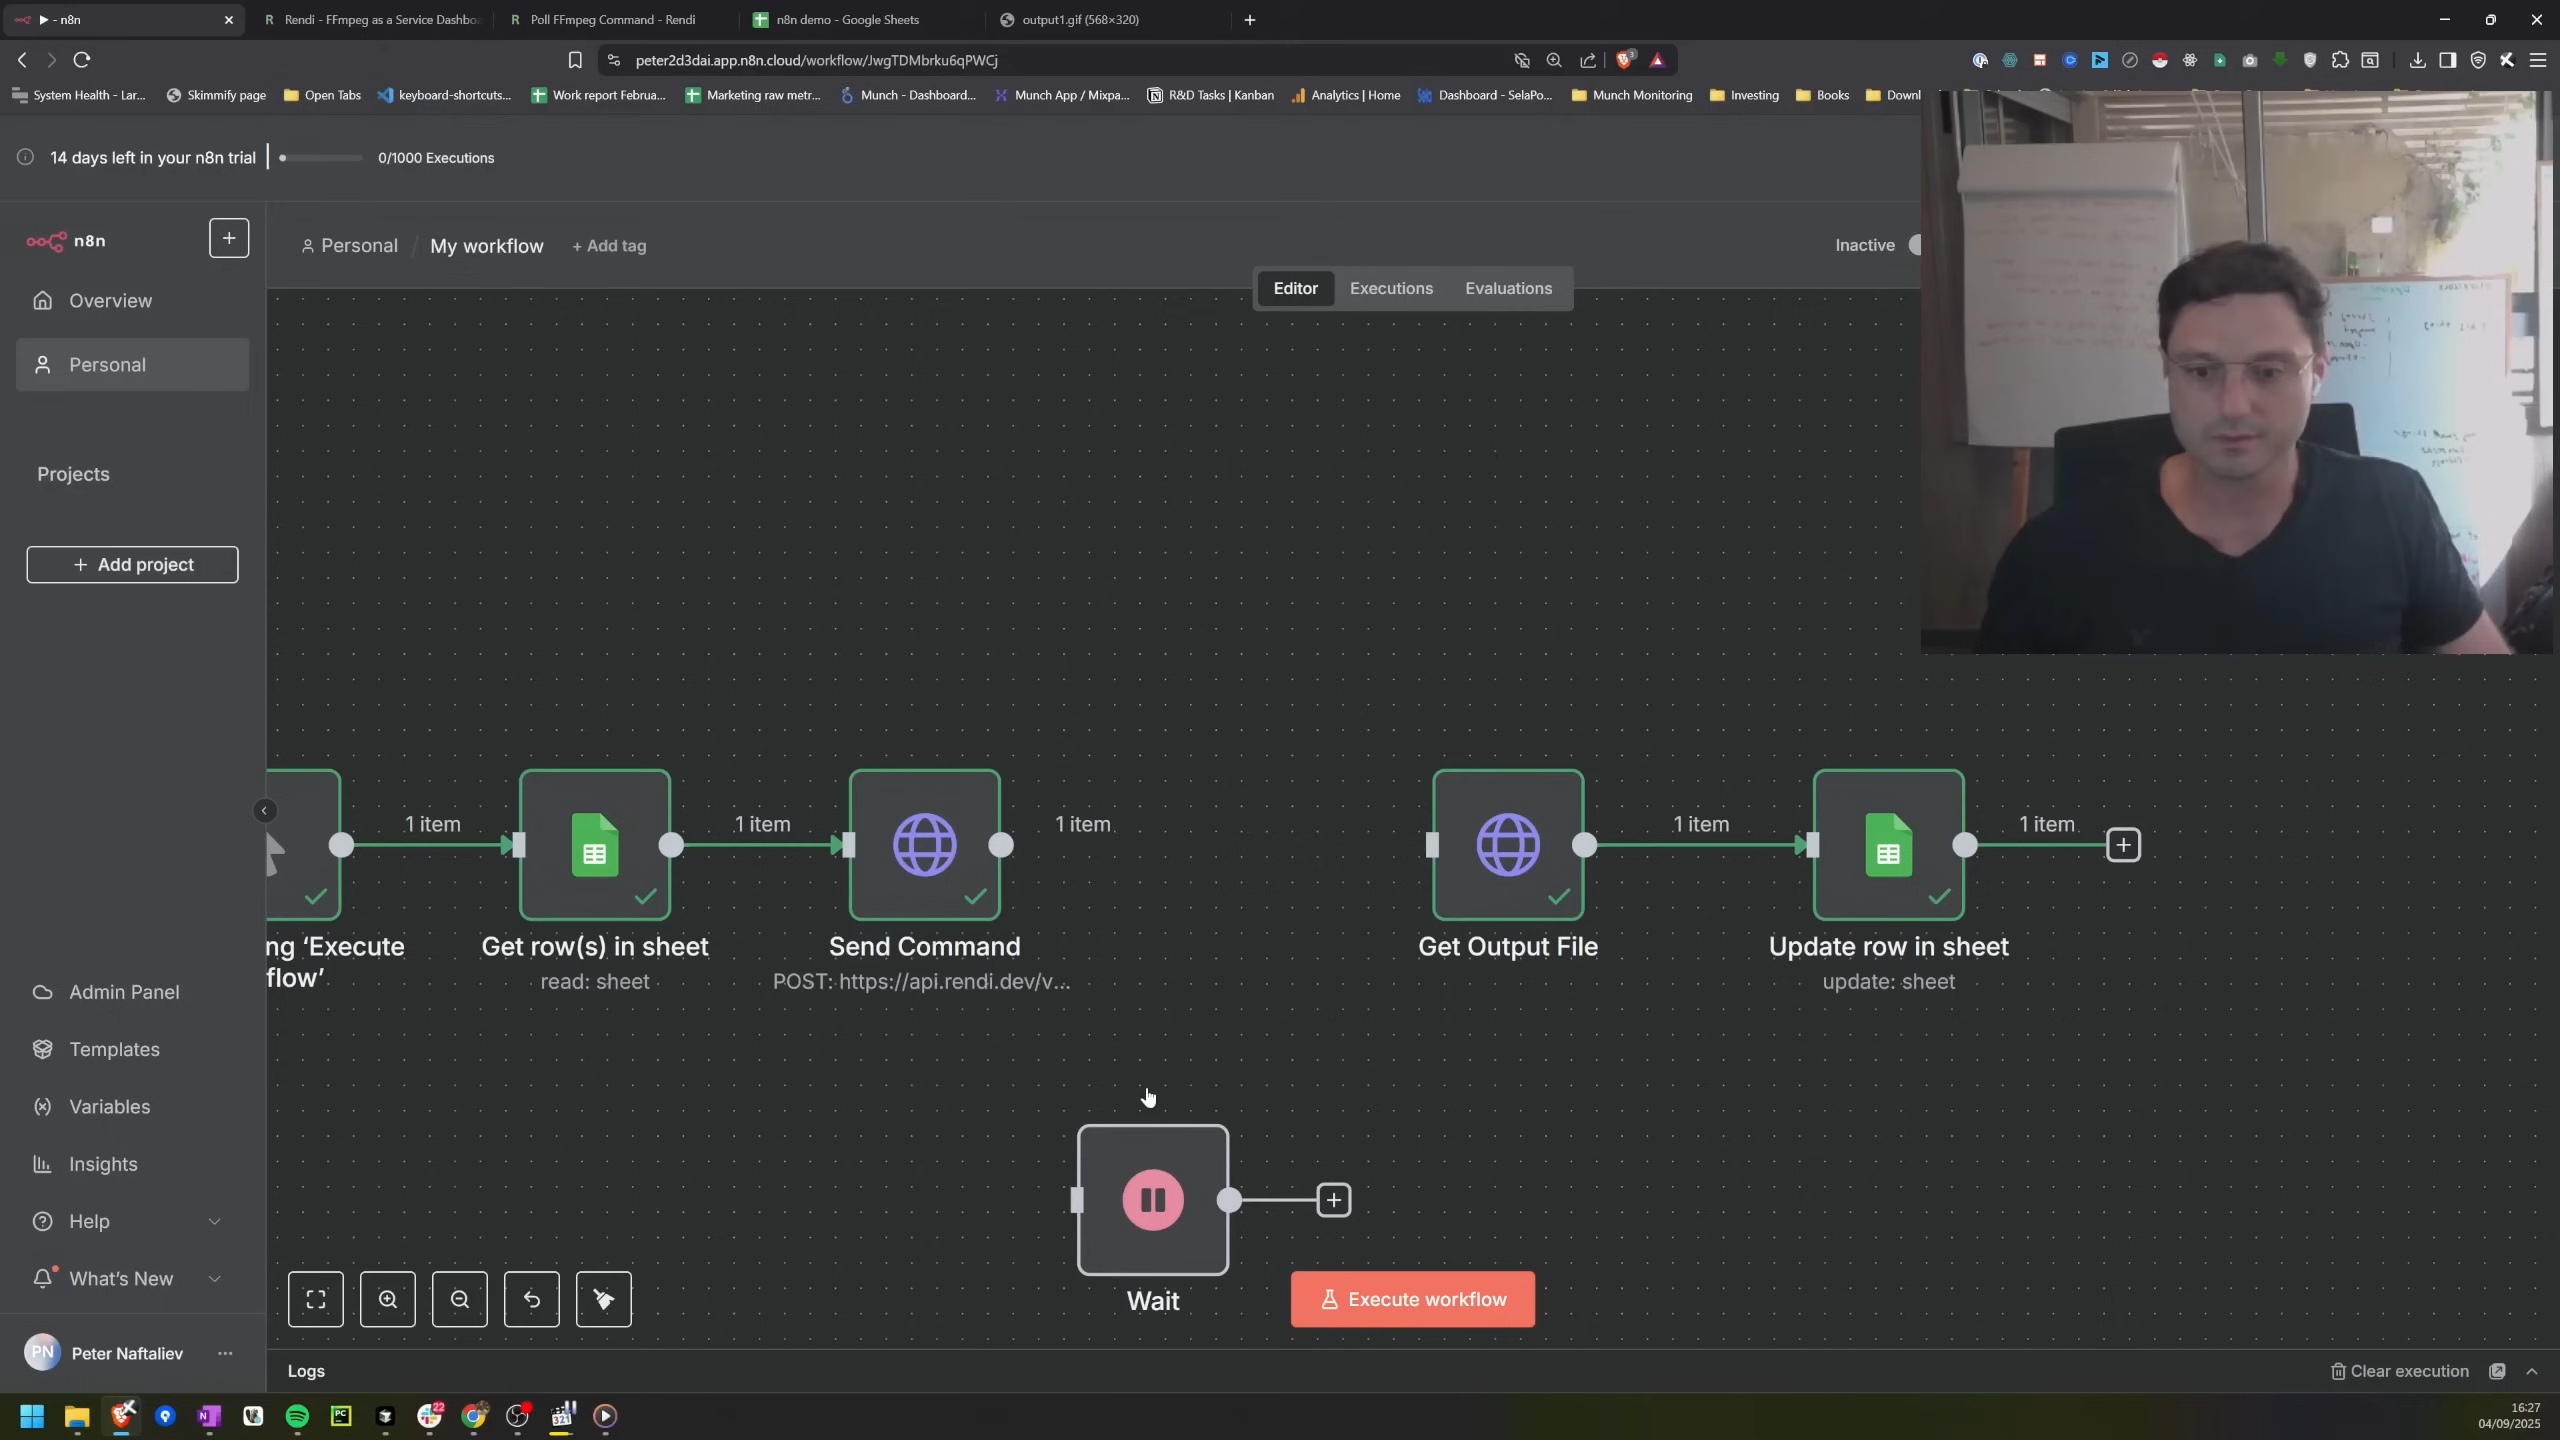 - n8n
Rendi - FFmpeg as a Service Dashbo
Poll FFmpeg Command - Rendi
n8n demo - Google Sheets
output1.gif (568×320)
peter2d3dai.app.n8n.cloud/workflow/JwgTDMbrku6qPWCj
System Health - Lar...
Skimmify page
Open Tabs
keyboard-shortcuts...
Work report Februa...
Marketing raw metr...
Munch - Dashboard...
Munch App / Mixpa...
R&D Tasks | Kanban
Analytics | Home
Dashboard - SelaPo...
Munch Monitoring
Investing
Books
Downl
14 days left in your n8n trial
0/1000 Executions
n8n
Personal / My workflow + Add tag
Inactive
Editor
Executions
Evaluations
Overview
Personal
Projects
+ Add project
1 item
1 item
1 item
1 item
1 item
ng ‘Execute
flow’
Get row(s) in sheet
read: sheet
Send Command
POST: https://api.rendi.dev/v...
Get Output File
Update row in sheet
update: sheet
Admin Panel
Templates
Variables
Insights
Help
What's New
Wait
Execute workflow
PN
Peter Naftaliev
Logs
Clear execution
16:27
04/09/2025